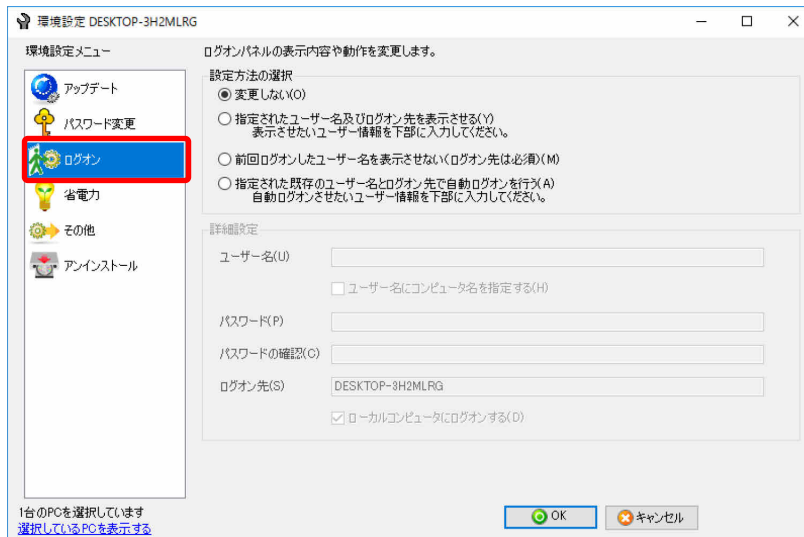 環境設定 DESKTOP-3H2MLRG
環境設定メニュー
アップデート
パスワード変更
ログオン
省電力
その他
アンインストール
1台のPCを選択しています
選択しているPCを表示する
ログオンパネルの表示内容や動作を変更します。
設定方法の選択
変更しない(O)
指定されたユーザー名及びログオン先を表示させる(Y)
表示させたいユーザー情報を下部に入力してください。
前回ログオンしたユーザー名を表示させない(ログオン先は必須)(M)
指定された既存のユーザー名とログオン先で自動ログオンを行う(A)
自動ログオンさせたいユーザー情報を下部に入力してください。
詳細設定
ユーザー名(U)
ユーザー名にコンピュータ名を指定する(H)
パスワード(P)
パスワードの確認(C)
ログオン先(S) DESKTOP-3H2MLRG
ローカルコンピュータにログオンする(D)
OK キャンセル